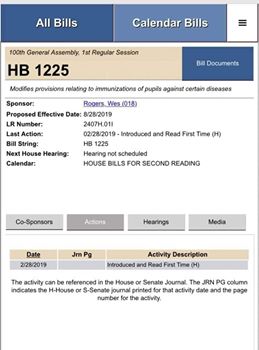 All Bills
Calendar Bills
100th General Assembly, 1st Regular Session
HB 1225
Bill Documents
Modifies provisions relating to immunizations of pupils against certain diseases
Sponsor: Rogers, Wes (018)
Proposed Effective Date: 8/28/2019
LR Number: 2407H.01I
Last Action: 02/28/2019 - Introduced and Read First Time (H)
Bill String: HB 1225
Next House Hearing: Hearing not scheduled
Calendar: HOUSE BILLS FOR SECOND READING
Co-Sponsors
Actions
Hearings
Media
Date Jrn Pg Activity Description
2/28/2019 Introduced and Read First Time (H)
The activity can be referenced in the House or Senate Journal. The JRN PG column
indicates the H-House or S-Senate journal printed for that activity date and the page
number for the activity.